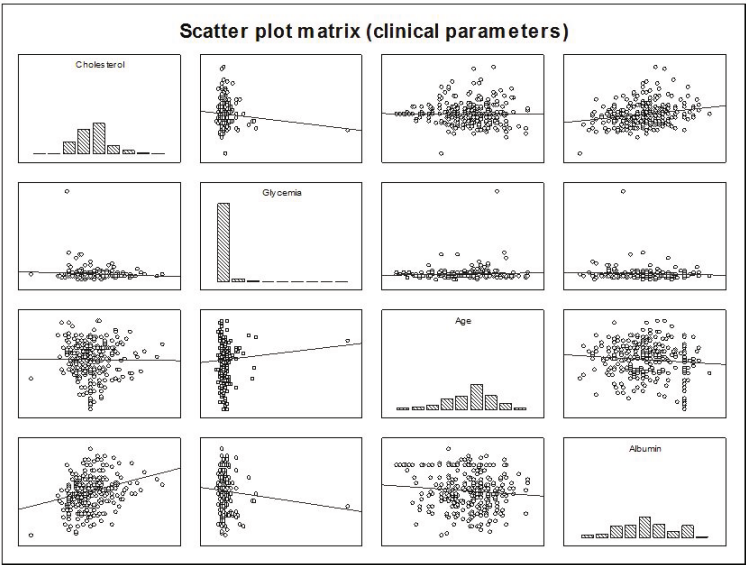 Scatter plot matrix (clinical parameters)
Cholesterol
Glycemia
Age
Albumin